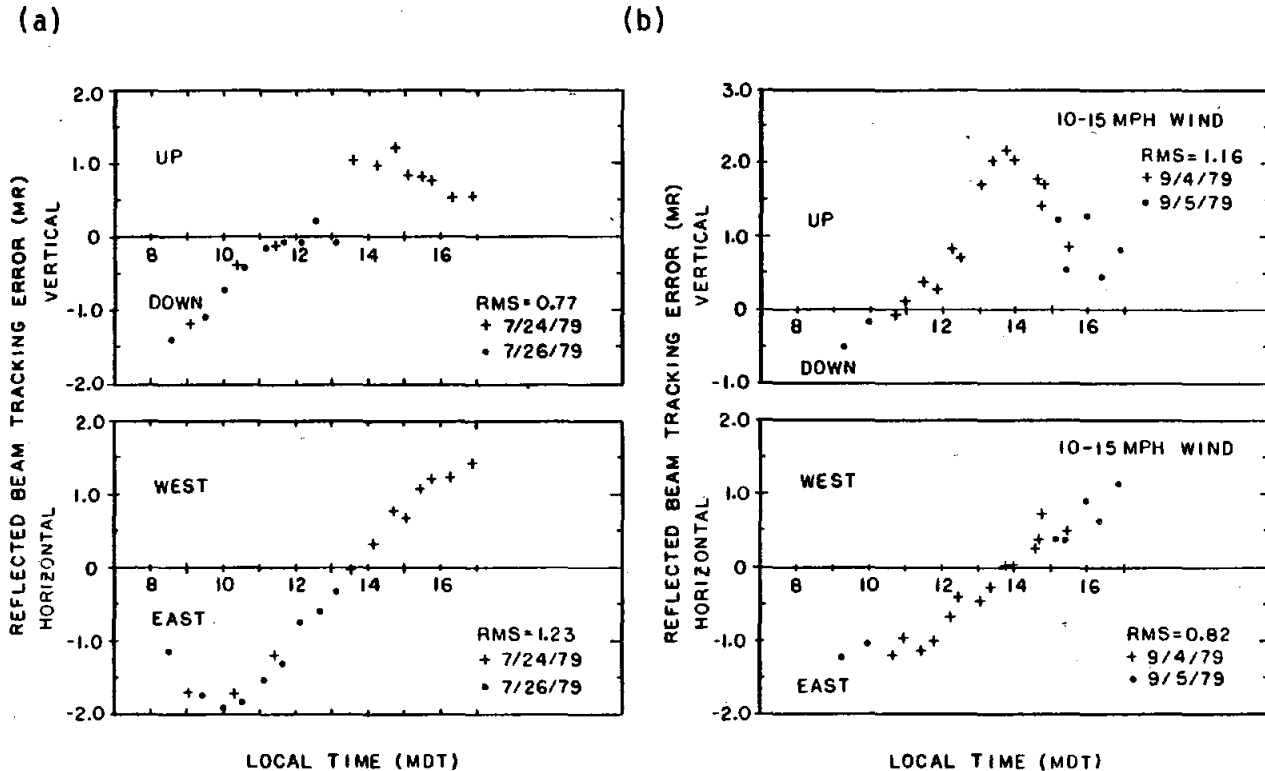 (a)
REFLECTED BEAM TRACKING ERROR (MR)
VERTICAL
2.0
1.0
0
-1.0
-2.0
UP
8 10 12 14 16
DOWN
RMS=0.77
+ 7/24/79
• 7/26/79
HORIZONTAL
2.0
1.0
0
-1.0
-2.0
WEST
8 10 12 14 16
EAST
RMS=1.23
+ 7/24/79
• 7/26/79
LOCAL TIME (MDT)
(b)
REFLECTED BEAM TRACKING ERROR (MR)
VERTICAL
3.0
2.0
1.0
0
-1.0
10-15 MPH WIND
RMS=1.16
+ 9/4/79
• 9/5/79
UP
8 10 12 14 16
DOWN
HORIZONTAL
2.0
1.0
0
-1.0
-2.0
10-15 MPH WIND
WEST
8 10 12 14 16
EAST
RMS=0.82
+ 9/4/79
• 9/5/79
LOCAL TIME (MDT)